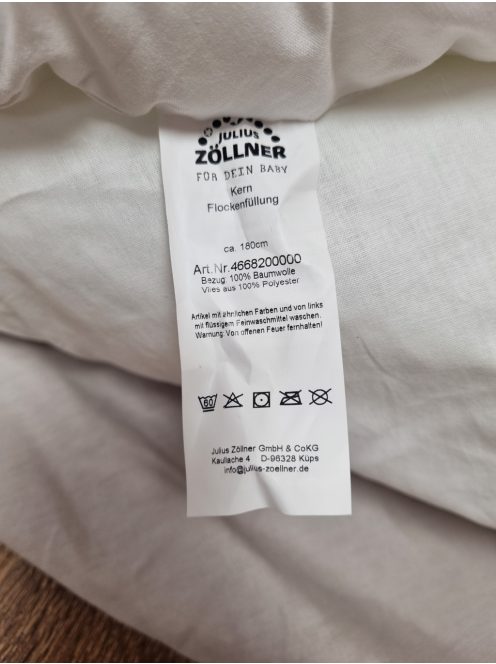 JULIUS
ZÖLLNER
FÜR DEIN BABY
Kern
Flockenfüllung
ca. 180cm
Art.Nr.4668200000
Bezug: 100% Baumwolle
Vlies aus 100% Polyester
Artikel mit ähnlichen Farben und von links
mit flüssigem Feinwaschmittel waschen.
Warnung: Von offenen Feuer fernhalten!
60
Julius Zöllner GmbH & CoKG
Kaullache 4 D-96328 Küps
info@julius-zoellner.de